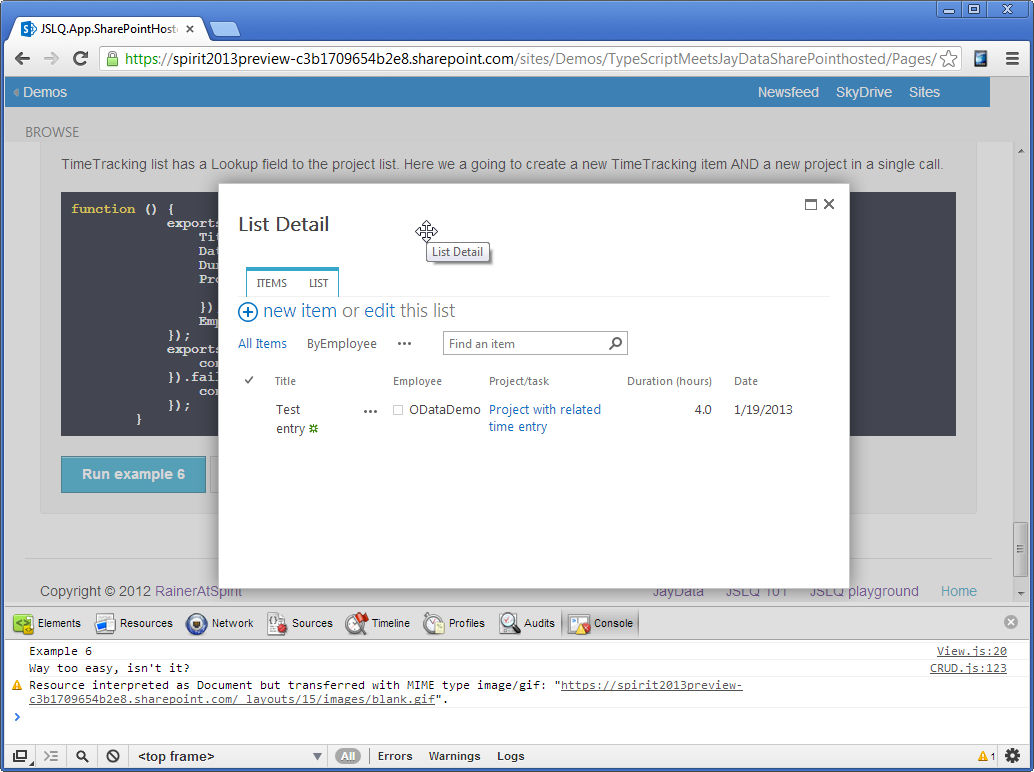 JSLQ.App.SharePointHost
https://spirit2013preview-c3b1709654b2e8.sharepoint.com/sites/Demos/TypeScriptMeetsJayDataSharePointhosted/Pages/
Demos
Newsfeed SkyDrive Sites
BROWSE
TimeTracking list has a Lookup field to the project list. Here we a going to create a new TimeTracking item AND a new project in a single call.
function () {
exports
Tit
Dat
Dur
Pro
})
Emp
});
exports
con
}).fail
con
});
}
List Detail
List Detail
ITEMS LIST
new item or edit this list
All Items ByEmployee ••• Find an item
Title Employee Project/task Duration (hours) Date
Test ••• ODataDemo Project with related 4.0 1/19/2013
entry time entry
Run example 6
Copyright © 2012 RainerAtSpirit JayData JSLQ 101 JSLQ playground Home
Elements Resources Network Sources Timeline Profiles Audits Console
Example 6 View.js:20
Way too easy, isn't it? CRUD.js:123
Resource interpreted as Document but transferred with MIME type image/gif: "https://spirit2013preview-
c3b1709654b2e8.sharepoint.com/_layouts/15/images/blank.gif".
<top frame> All Errors Warnings Logs 1